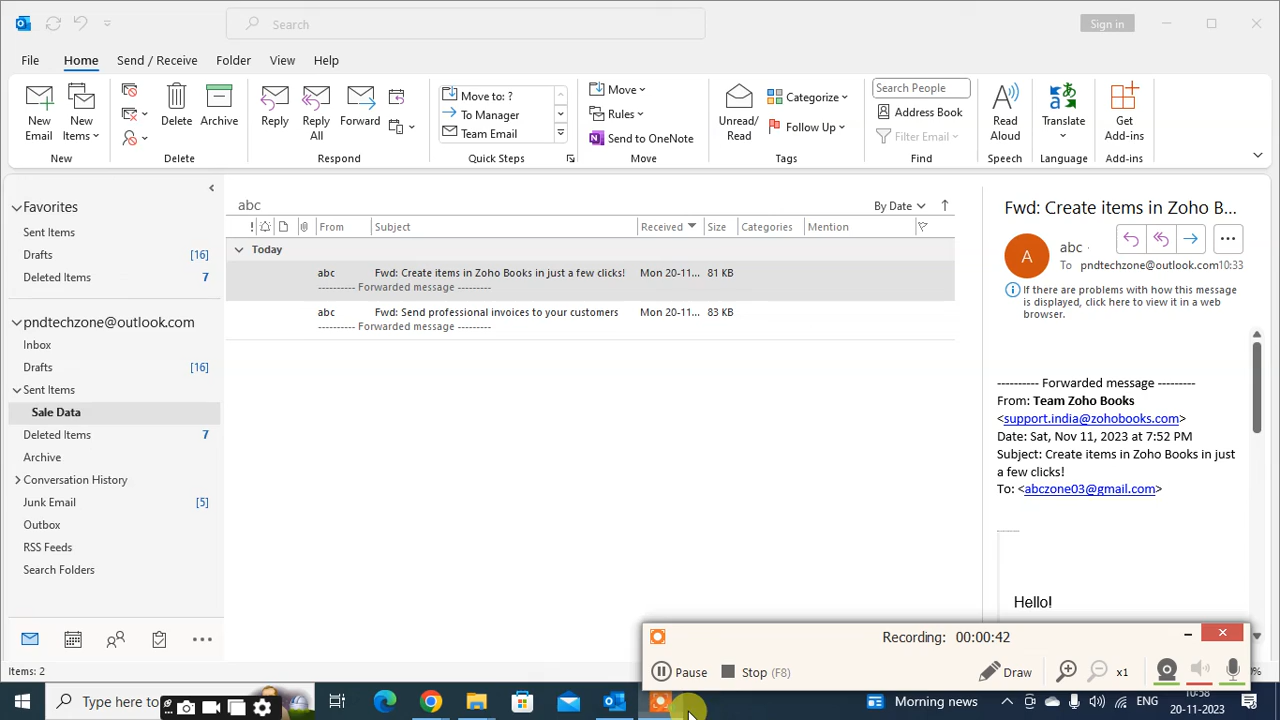 Search
Sign in
File Home Send / Receive Folder View Help
New Email
New Items
Delete
Archive
Reply
Reply All
Forward
Move to: ?
To Manager
Team Email
Move
Rules
Send to OneNote
Unread/ Read
Categorize
Follow Up
Search People
Address Book
Filter Email
Read Aloud
Translate
Get Add-ins
New Delete Respond Quick Steps Move Tags Find Speech Language Add-ins
Favorites
Sent Items
Drafts [16]
Deleted Items 7
pndtechzone@outlook.com
Inbox
Drafts [16]
Sent Items
Sale Data
Deleted Items 7
Archive
Conversation History
Junk Email [5]
Outbox
RSS Feeds
Search Folders
abc By Date
! From Subject Received Size Categories Mention
Today
abc Fwd: Create items in Zoho Books in just a few clicks! Mon 20-11... 81 KB
---------- Forwarded message ---------
abc Fwd: Send professional invoices to your customers Mon 20-11... 83 KB
---------- Forwarded message ---------
Fwd: Create items in Zoho B...
A
abc
To pndtechzone@outlook.com 10:33
If there are problems with how this message
is displayed, click here to view it in a web
browser.
---------- Forwarded message ---------
From: Team Zoho Books
<support.india@zohobooks.com>
Date: Sat, Nov 11, 2023 at 7:52 PM
Subject: Create items in Zoho Books in just
a few clicks!
To: <abczone03@gmail.com>
Hello!
Recording: 00:00:42
Pause Stop (F8) Draw x1
Items: 2
Type here to
Morning news
ENG
10:58
20-11-2023